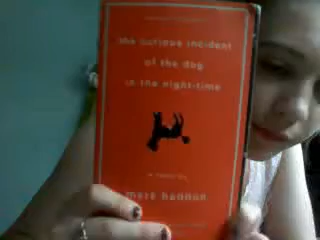 the curious incident
of the dog
in the night-time
a novel by
mark haddon